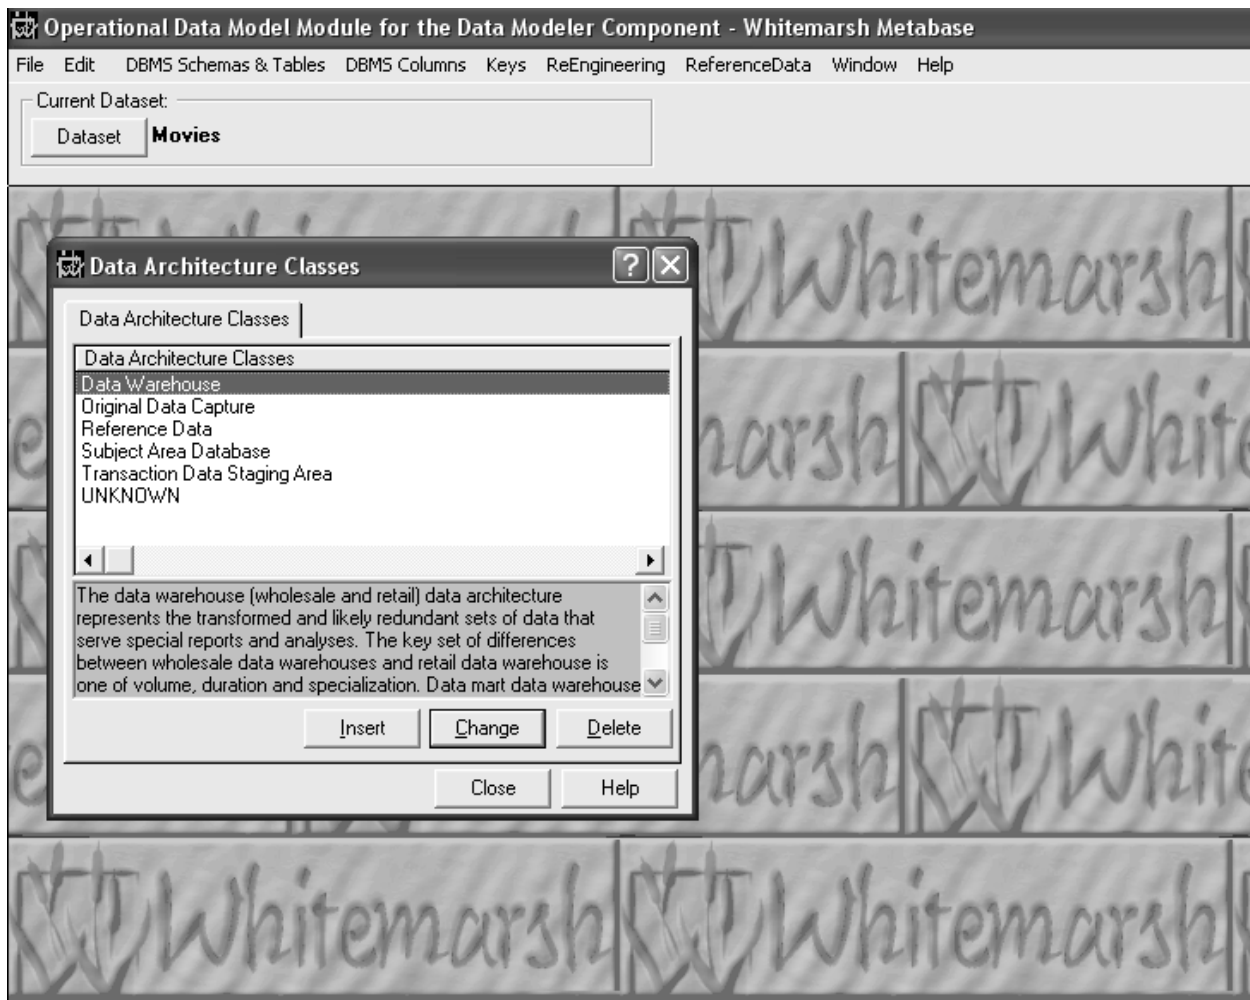 Operational Data Model Module for the Data Modeler Component - Whitemarsh Metabase
File Edit DBMS Schemas & Tables DBMS Columns Keys ReEngineering ReferenceData Window Help
Current Dataset:
Dataset Movies
Whitemarsh
Data Architecture Classes
Data Architecture Classes
Data Architecture Classes
Data Warehouse
Original Data Capture
Reference Data
Subject Area Database
Transaction Data Staging Area
UNKNOWN
The data warehouse (wholesale and retail) data architecture
represents the transformed and likely redundant sets of data that
serve special reports and analyses. The key set of differences
between wholesale data warehouses and retail data warehouse is
one of volume, duration and specialization. Data mart data warehouse
Insert Change Delete
Close Help
Whitemarsh
Whitemarsh Whitemarsh